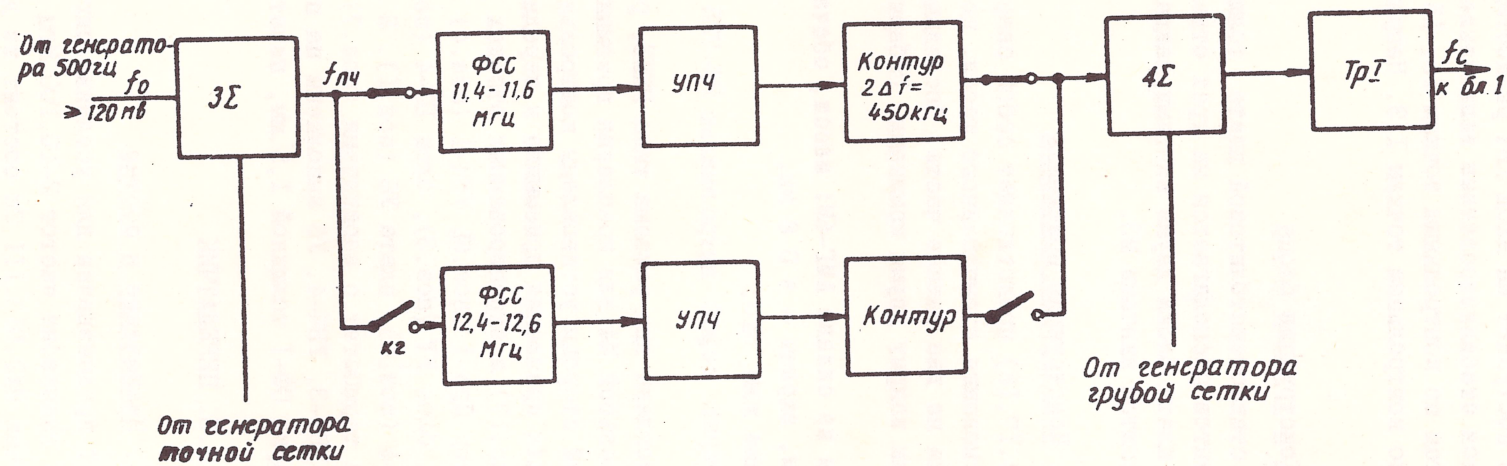 От генерато-
ра 500гц
f₀
≥ 120 мв
3Σ
fпч
ФСС
11,4–11,6
мгц
УПЧ
Контур
2Δf=
450кгц
4Σ
ТрI
fс
к бл.1
кг
ФСС
12,4–12,6
мгц
УПЧ
Контур
От генератора
точной сетки
От генератора
грубой сетки